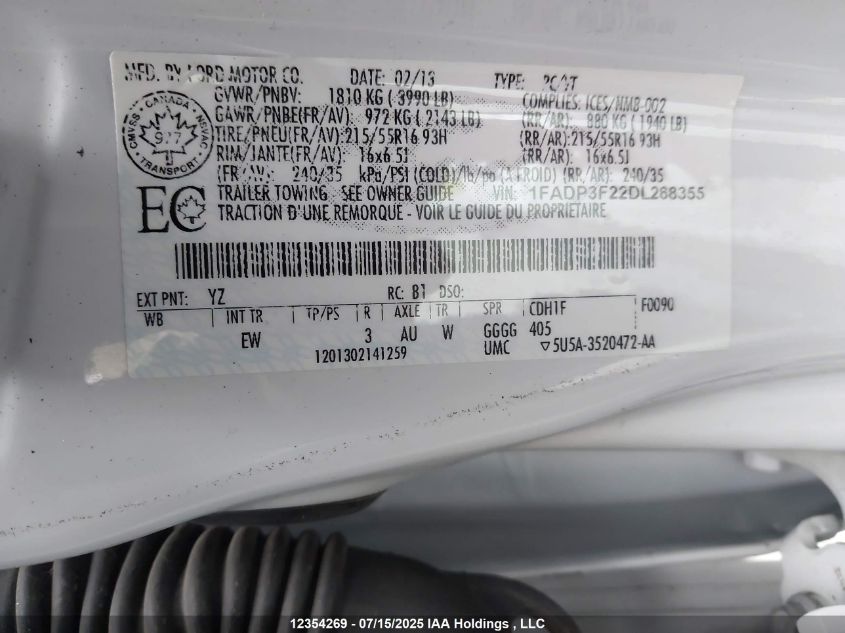 MFD. BY FORD MOTOR CO. DATE: 02/13 TYPE:
GVWR/PNBV: 1810 KG ( 3990 LB) COMPLIES: ICES/NMB-002
GAWR/PNBE(FR/AV): 972 KG ( 2143 LB) (RR/AR): 880 KG ( 1940 LB)
TIRE/PNEU(FR/AV): 215/55R16 93H (RR/AR): 215/55R16 93H
RIM/JANTE(FR/AV): 16x6.5J (RR/AR): 16x6.5J
(FR/AV): 240/35 kPa/PSI (COLD)/ (A FROID) (RR/AR): 240/35
TRAILER TOWING - SEE OWNER GUIDE - VIN: 1FADP3F22DL288355
TRACTION D'UNE REMORQUE - VOIR LE GUIDE DU PROPRIETAIRE
CANADA
CMVSS NSVAC
TRANSPORT
EC
EXT PNT: YZ RC: B1 DSO:
WB INT TR TP/PS R AXLE TR SPR CDH1F F0090
EW 3 AU W GGGG 405
1201302141259 UMC ▽5U5A-3520472-AA
12354269 - 07/15/2025 IAA Holdings , LLC